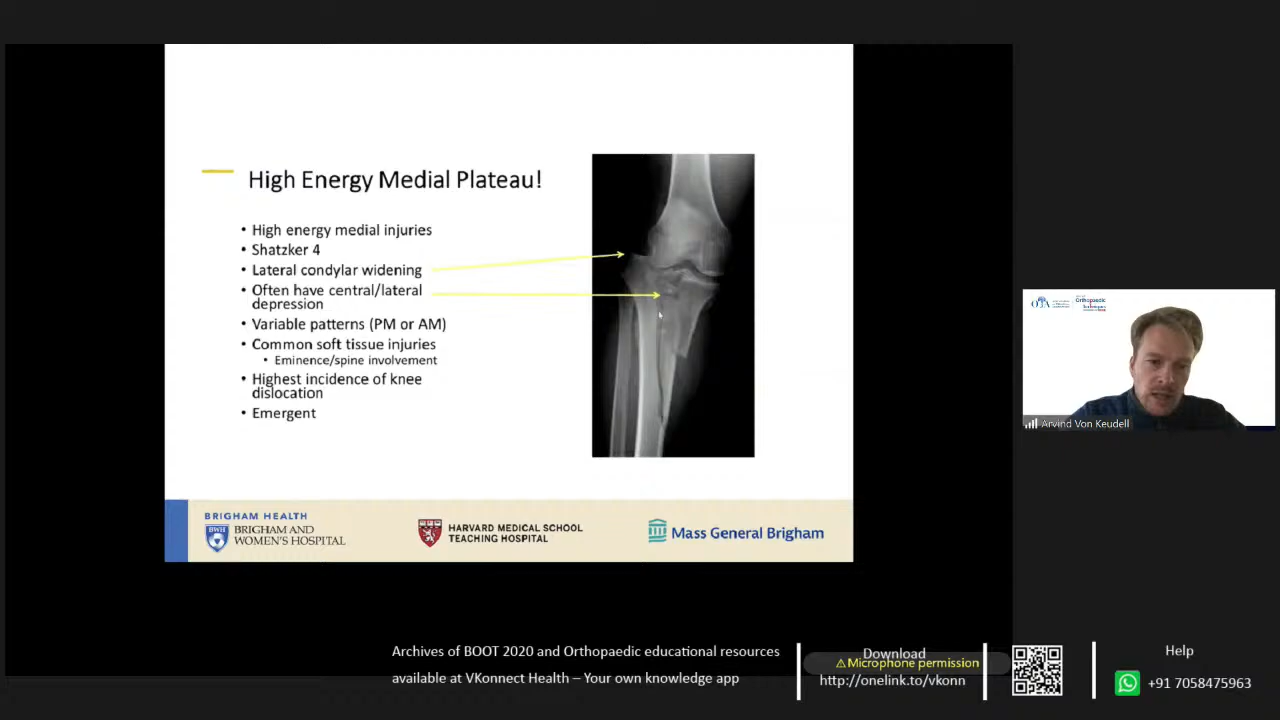 High Energy Medial Plateau!
• High energy medial injuries
• Shatzker 4
• Lateral condylar widening
• Often have central/lateral
depression
• Variable patterns (PM or AM)
• Common soft tissue injuries
• Eminence/spine involvement
• Highest incidence of knee
dislocation
• Emergent
BRIGHAM HEALTH
BWH
BRIGHAM AND
WOMEN'S HOSPITAL
HARVARD MEDICAL SCHOOL
TEACHING HOSPITAL
Mass General Brigham
Orthopaedic
Arvind Von Keudell
Archives of BOOT 2020 and Orthopaedic educational resources
available at VKonnect Health – Your own knowledge app
Download
⚠Microphone permission
http://onelink.to/vkonn
Help
+91 7058475963